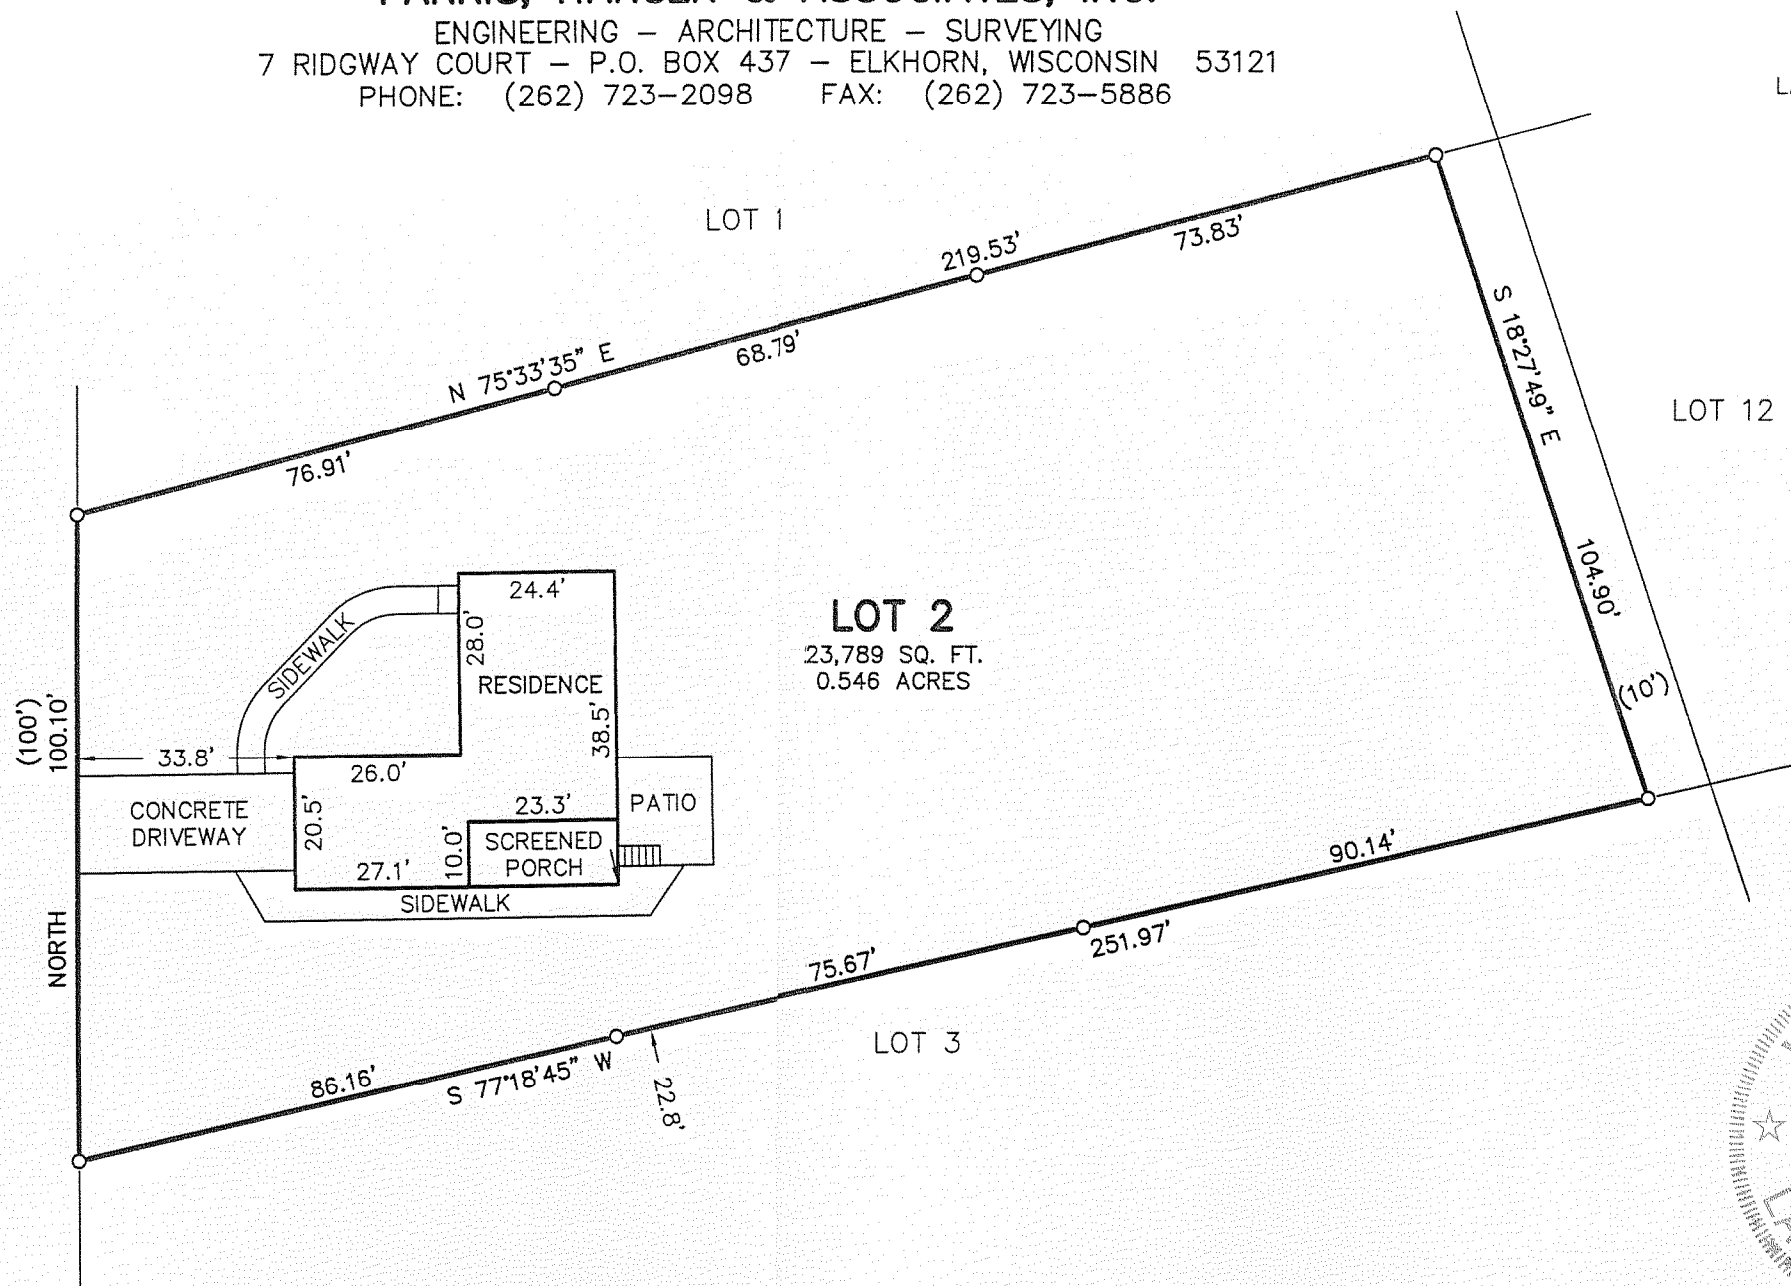 ENGINEERING – ARCHITECTURE – SURVEYING
7 RIDGWAY COURT – P.O. BOX 437 – ELKHORN, WISCONSIN 53121
PHONE: (262) 723–2098 FAX: (262) 723–5886
LOT 1
219.53'
73.83'
N 75°33'35" E
68.79'
76.91'
S 18°27'49" E
104.90'
(10')
LOT 12
LOT 2
23,789 SQ. FT.
0.546 ACRES
24.4'
28.0'
SIDEWALK
RESIDENCE
38.5'
(100')
100.10'
NORTH
33.8'
26.0'
CONCRETE
DRIVEWAY
20.5'
23.3'
PATIO
10.0'
SCREENED
PORCH
27.1'
SIDEWALK
90.14'
251.97'
75.67'
LOT 3
86.16'
S 77°18'45" W
22.8'